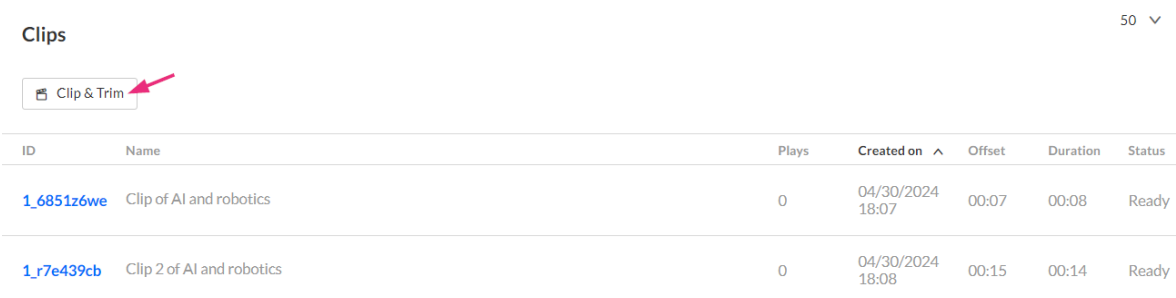 50
Clips
Clip & Trim
ID Name Plays Created on Offset Duration Status
1_6851z6we Clip of AI and robotics 0 04/30/2024 18:07 00:07 00:08 Ready
1_r7e439cb Clip 2 of AI and robotics 0 04/30/2024 18:08 00:15 00:14 Ready